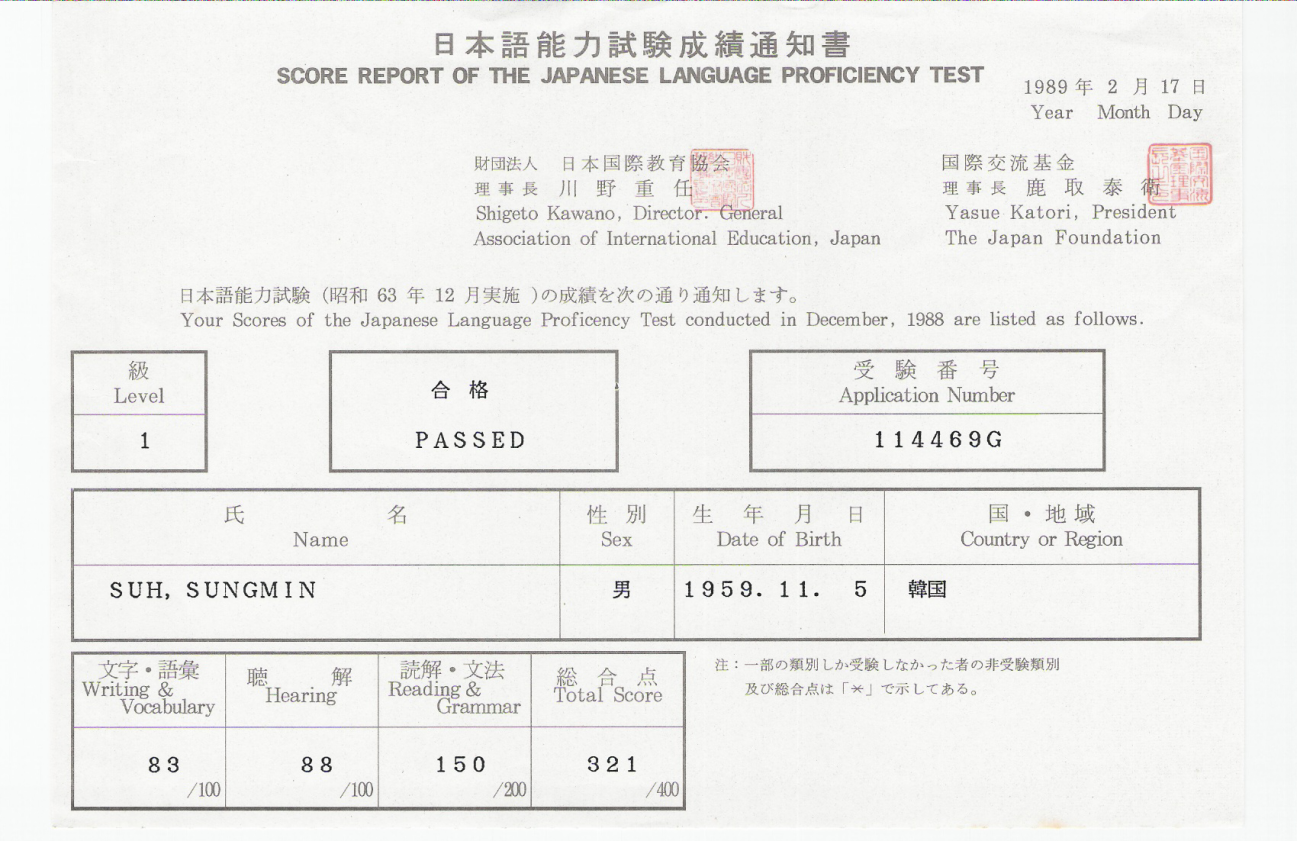 日本語能力試験成績通知書
SCORE REPORT OF THE JAPANESE LANGUAGE PROFICIENCY TEST
1989 年 2 月 17 日
Year Month Day
財団法人 日本国際教育協会
理事長 川野重任
Shigeto Kawano, Director. General
Association of International Education, Japan
国際交流基金
理事長 鹿取泰衛
Yasue Katori, President
The Japan Foundation
日本語能力試験 (昭和 63 年 12 月実施 )の成績を次の通り通知します。
Your Scores of the Japanese Language Proficency Test conducted in December, 1988 are listed as follows.
級
Level
1
合格
PASSED
受験番号
Application Number
114469G
氏名
Name
性別
Sex
生年月日
Date of Birth
国・地域
Country or Region
SUH, SUNGMIN
男
1959. 11. 5
韓国
文字・語彙
Writing &
Vocabulary
聴解
Hearing
読解・文法
Reading &
Grammar
総合点
Total Score
83
/100
88
/100
150
/200
321
/400
注:一部の類別しか受験しなかった者の非受験類別
及び総合点は「*」で示してある。